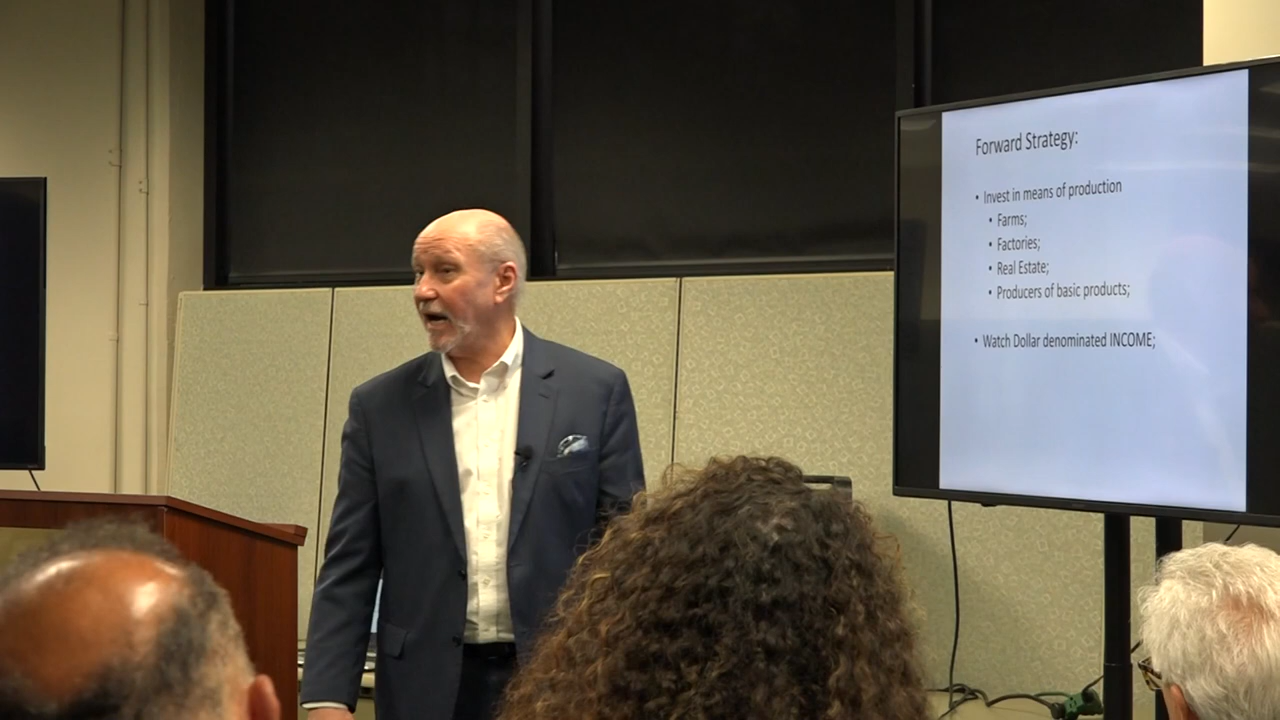 Forward Strategy:
• Invest in means of production
• Farms;
• Factories;
• Real Estate;
• Producers of basic products;
• Watch Dollar denominated INCOME;